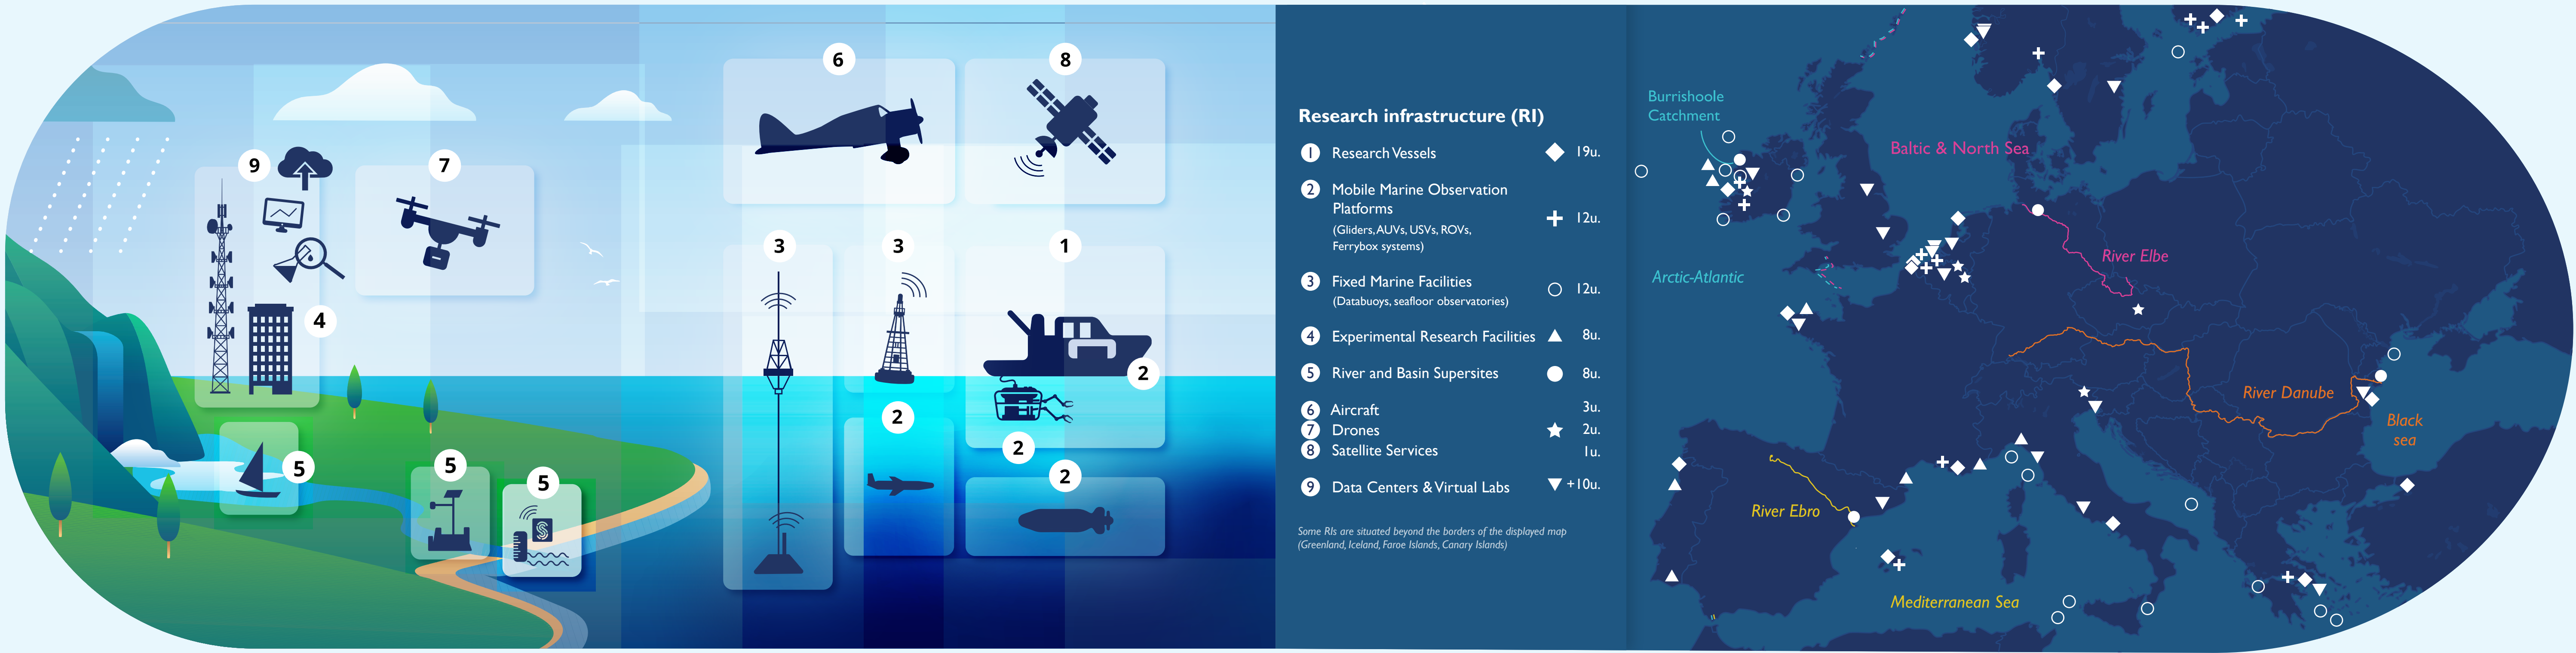 6
8
9
7
3
3
1
4
2
2
2
5
5
5
2
Research infrastructure (RI)
1 Research Vessels 19u.
2 Mobile Marine Observation
Platforms
12u.
(Gliders, AUVs, USVs, ROVs,
Ferrybox systems)
3 Fixed Marine Facilities
(Databuoys, seafloor observatories)
12u.
4 Experimental Research Facilities 8u.
5 River and Basin Supersites 8u.
6 Aircraft 3u.
7 Drones 2u.
8 Satellite Services 1u.
9 Data Centers & Virtual Labs +10u.
Some RIs are situated beyond the borders of the displayed map
(Greenland, Iceland, Faroe Islands, Canary Islands)
Burrishoole
Catchment
Baltic & North Sea
Arctic-Atlantic
River Elbe
River Danube
Black
sea
River Ebro
Mediterranean Sea